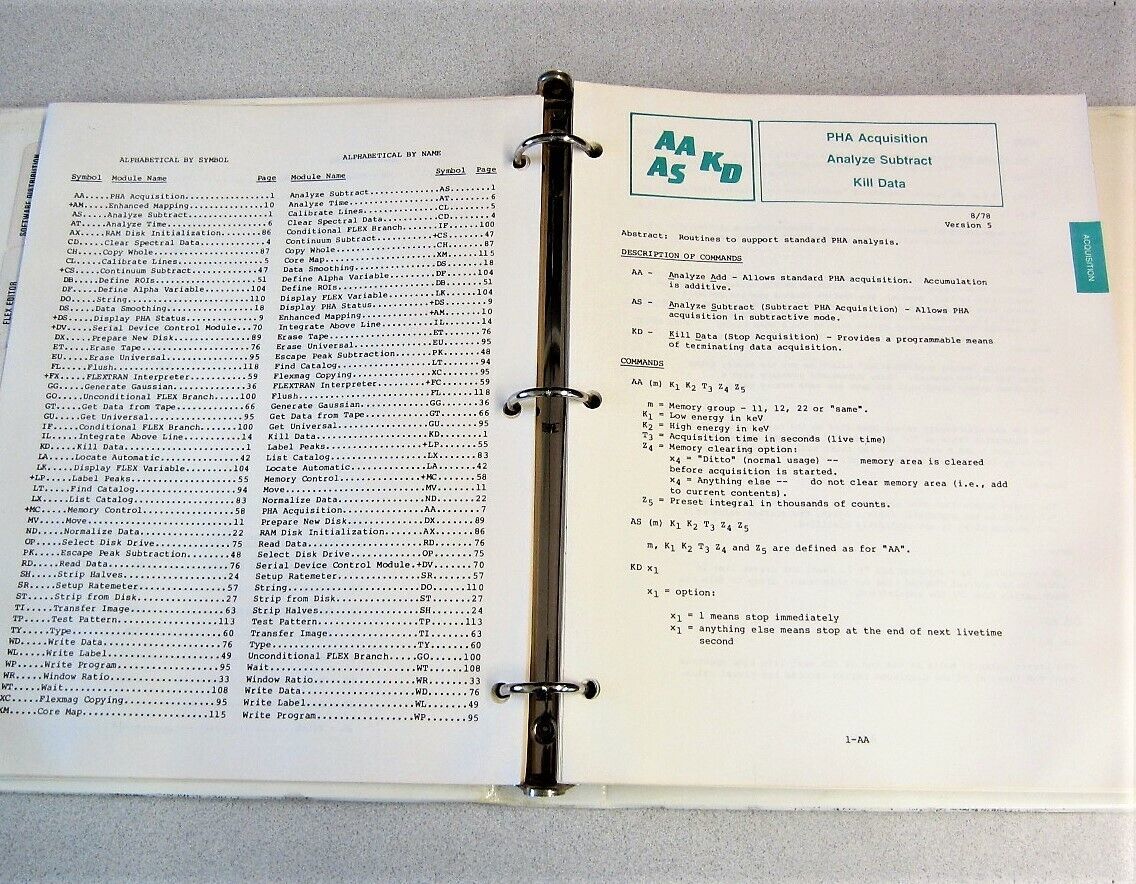 SOFTWARE DISTRIBUTION
FLEX EDITOR
ALPHABETICAL BY SYMBOL
Symbol Module Name Page
AA.....PHA Acquisition...................1
+AM.....Enhanced Mapping.................10
AS.....Analyze Subtract.................1
AT.....Analyze Time.....................6
AX.....RAM Disk Initialization.......86
CD.....Clear Spectral Data...........4
CH.....Copy Whole.......................87
CL.....Calibrate Lines.................5
+CS.....Continuum Subtract............47
DB.....Define ROIs.....................51
DF.....Define Alpha Variable........104
DO.....String...........................110
DS.....Data Smoothing..................18
+DS.....Display PHA Status..............9
+DV.....Serial Device Control Module...70
DX.....Prepare New Disk...............89
ET.....Erase Tape.......................76
EU.....Erase Universal.................95
FL.....Flush............................118
+FX.....FLEXTRAN Interpreter..........59
GG.....Generate Gaussian..............36
GO.....Unconditional FLEX Branch.....100
GT.....Get Data from Tape............66
GU.....Get Universal...................95
IF.....Conditional FLEX Branch.......100
IL.....Integrate Above Line..........14
KD.....Kill Data........................1
LA.....Locate Automatic...............42
LK.....Display FLEX Variable.........104
+LP.....Label Peaks.....................55
LT.....Find Catalog.....................94
LX.....List Catalog.....................83
+MC.....Memory Control..................58
MV.....Move..............................11
ND.....Normalize Data..................22
OP.....Select Disk Drive..............75
PK.....Escape Peak Subtraction.......48
RD.....Read Data........................76
SH.....Strip Halves....................24
SR.....Setup Ratemeter.................57
ST.....Strip from Disk.................27
TI.....Transfer Image..................63
TP.....Test Pattern....................113
TY.....Type..............................60
WD.....Write Data.......................76
WL.....Write Label......................49
WP.....Write Program...................95
WR.....Window Ratio.....................33
WT.....Wait.............................108
XC.....Flexmag Copying.................95
XM.....Core Map.........................115
ALPHABETICAL BY NAME
Module Name Symbol Page
Analyze Subtract.............AS.......1
Analyze Time.................AT.......6
Calibrate Lines..............CL.......5
Clear Spectral Data..........CD.......4
Conditional FLEX Branch......IF.....100
Continuum Subtract..........+CS......47
Copy Whole...................CH......87
Core Map.....................XM.....115
Data Smoothing...............DS......18
Define Alpha Variable........DF.....104
Define ROIs..................DB......51
Display FLEX Variable........LK.....104
Display PHA Status..........+DS.......9
Enhanced Mapping............+AM......10
Integrate Above Line.........IL......14
Erase Tape...................ET......76
Erase Universal..............EU......95
Escape Peak Subtraction......PK......48
Find Catalog.................LT......94
Flexmag Copying..............XC......95
FLEXTRAN Interpreter........+FC......59
Flush........................FL.....118
Generate Gaussian............GG......36
Get Data from Tape...........GT......66
Get Universal................GU......95
Kill Data....................KD.......1
Label Peaks.................+LP......55
List Catalog.................LX......83
Locate Automatic.............LA......42
Memory Control..............+MC......58
Move.........................MV......11
Normalize Data...............ND......22
PHA Acquisition..............AA.......7
Prepare New Disk.............DX......89
RAM Disk Initialization......AX......86
Read Data....................RD......76
Select Disk Drive............OP......75
Serial Device Control Module.+DV.....70
Setup Ratemeter..............SR......57
String.......................DO.....110
Strip from Disk..............ST......27
Strip Halves.................SH......24
Test Pattern.................TP.....113
Transfer Image...............TI......63
Type.........................TY......60
Unconditional FLEX Branch....GO.....100
Wait.........................WT.....108
Window Ratio.................WR......33
Write Data...................WD......76
Write Label..................WL......49
Write Program................WP......95
AA KD
AS
PHA Acquisition
Analyze Subtract
Kill Data
8/78
Version 5
Abstract: Routines to support standard PHA analysis.
DESCRIPTION OF COMMANDS
AA - Analyze Add - Allows standard PHA acquisition. Accumulation
is additive.
AS - Analyze Subtract (Subtract PHA Acquisition) - Allows PHA
acquisition in subtractive mode.
KD - Kill Data (Stop Acquisition) - Provides a programmable means
of terminating data acquisition.
COMMANDS
AA (m) K1 K2 T3 Z4 Z5
m = Memory group - 11, 12, 22 or "same".
K1 = Low energy in keV
K2 = High energy in keV
T3 = Acquisition time in seconds (live time)
Z4 = Memory clearing option:
x4 = "Ditto" (normal usage) -- memory area is cleared
before acquisition is started.
x4 = Anything else -- do not clear memory area (i.e., add
to current contents).
Z5 = Preset integral in thousands of counts.
AS (m) K1 K2 T3 Z4 Z5
m, K1 K2 T3 Z4 and Z5 are defined as for "AA".
KD x1
x1 = option:
x1 = 1 means stop immediately
x1 = anything else means stop at the end of next livetime
second
1-AA
ACQUISITION